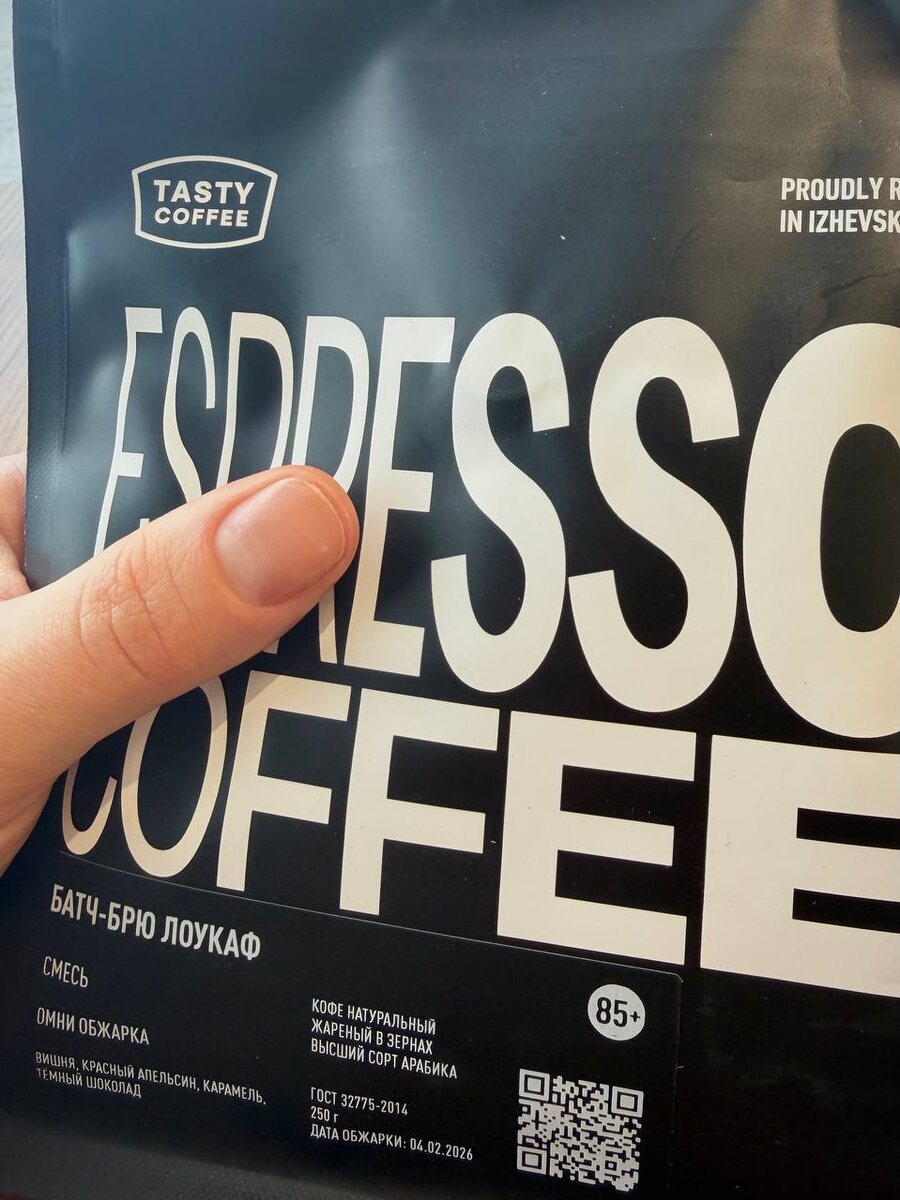 TASTY
COFFEE
PROUDLY R
IN IZHEVSK
ESPRESSO
COFFEE
БАТЧ-БРЮ ЛОУКАФ
СМЕСЬ
ОМНИ ОБЖАРКА
ВИШНЯ, КРАСНЫЙ АПЕЛЬСИН, КАРАМЕЛЬ,
ТЕМНЫЙ ШОКОЛАД
КОФЕ НАТУРАЛЬНЫЙ
ЖАРЕНЫЙ В ЗЕРНАХ
ВЫСШИЙ СОРТ АРАБИКА
ГОСТ 32775-2014
250 г
ДАТА ОБЖАРКИ: 04.02.2026
85+